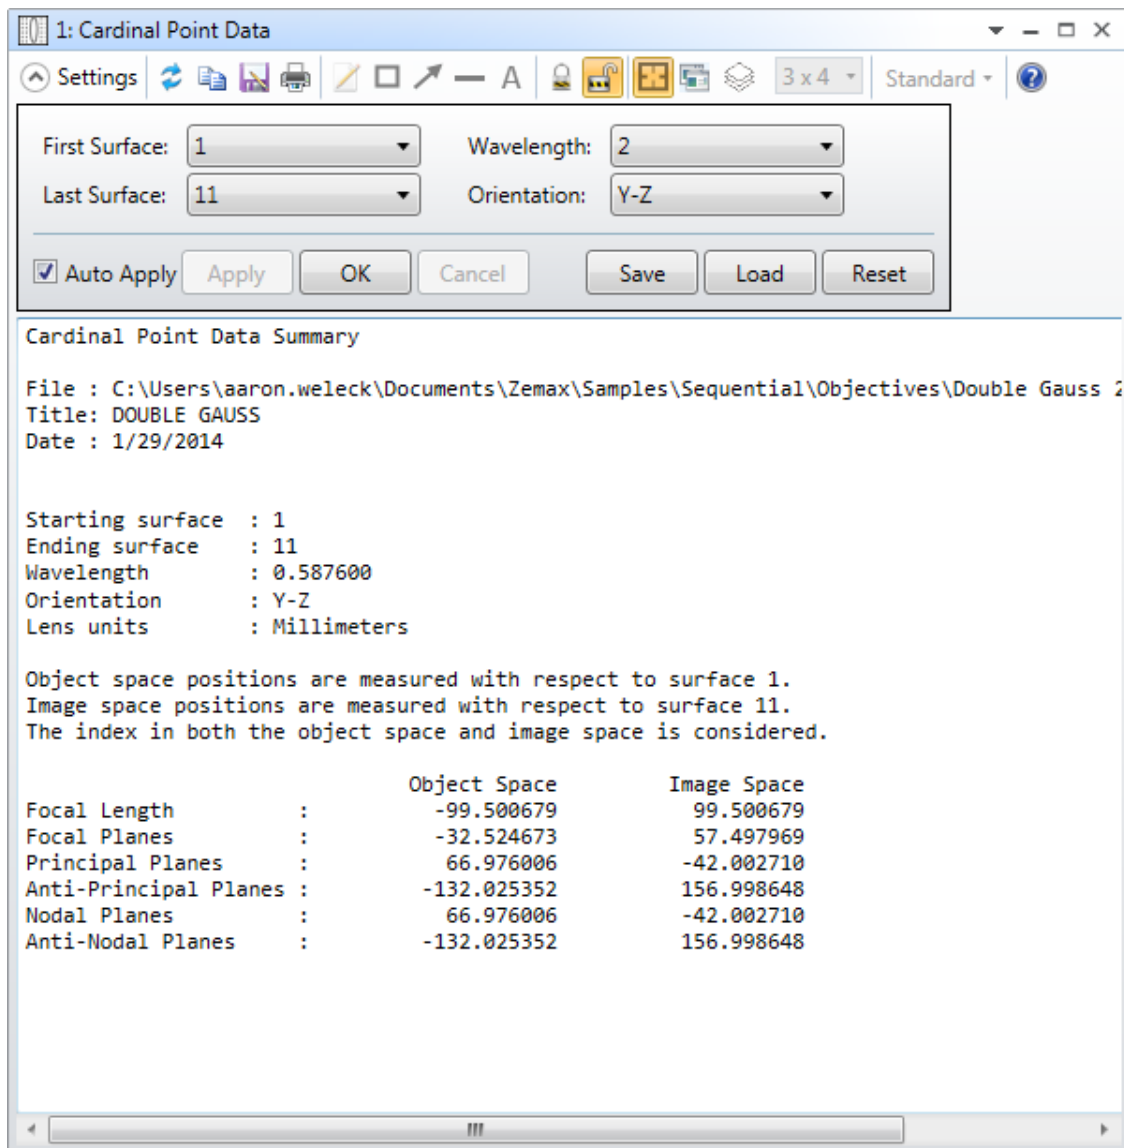 1: Cardinal Point Data
Settings A 3 x 4 Standard ?
First Surface: 1 Wavelength: 2
Last Surface: 11 Orientation: Y-Z
Auto Apply Apply OK Cancel Save Load Reset
Cardinal Point Data Summary
File : C:\Users\aaron.weleck\Documents\Zemax\Samples\Sequential\Objectives\Double Gauss 2
Title: DOUBLE GAUSS
Date : 1/29/2014
Starting surface : 1
Ending surface : 11
Wavelength : 0.587600
Orientation : Y-Z
Lens units : Millimeters
Object space positions are measured with respect to surface 1.
Image space positions are measured with respect to surface 11.
The index in both the object space and image space is considered.
Object Space Image Space
Focal Length : -99.500679 99.500679
Focal Planes : -32.524673 57.497969
Principal Planes : 66.976006 -42.002710
Anti-Principal Planes : -132.025352 156.998648
Nodal Planes : 66.976006 -42.002710
Anti-Nodal Planes : -132.025352 156.998648